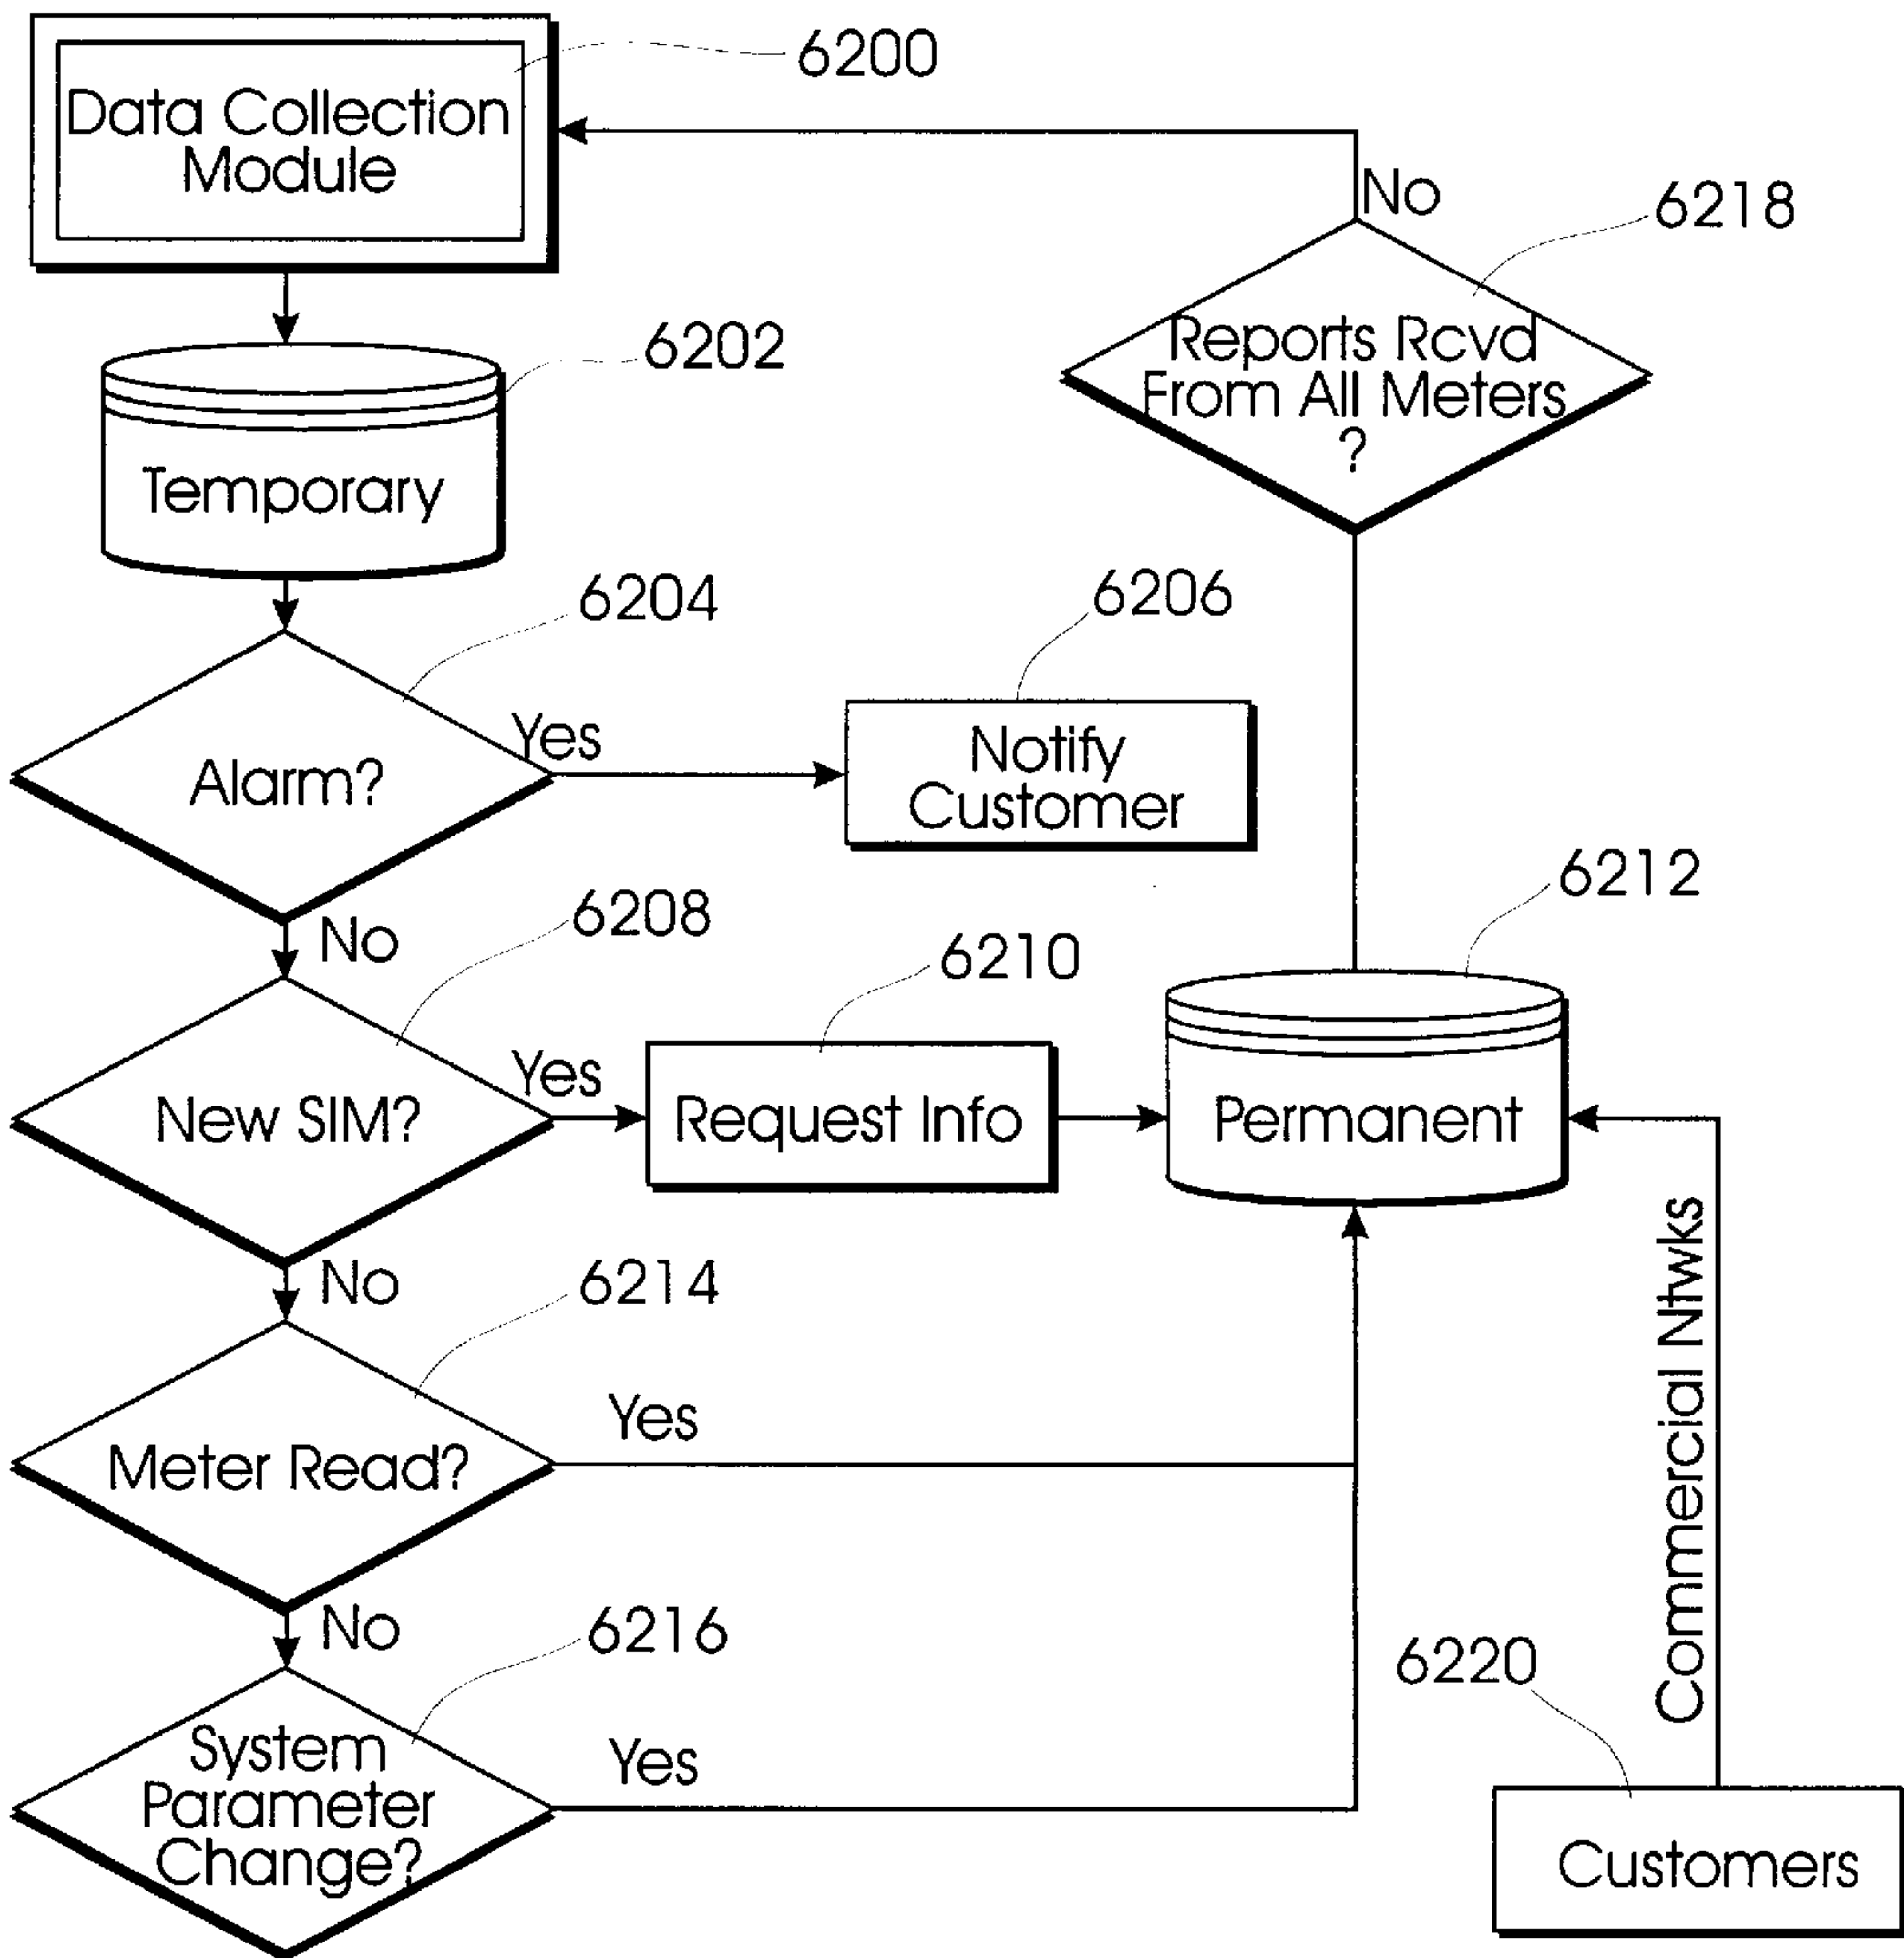 6200
Data Collection
Module
No
6218
6202
Reports Rcvd
From All Meters
?
Temporary
6204
6206
Yes
Notify
Customer
Alarm?
6212
No
6208
6210
Yes
New SIM?
Request Info
Permanent
No
6214
Commercial Ntwks
Yes
Meter Read?
No
6216
6220
System
Parameter
Change?
Yes
Customers